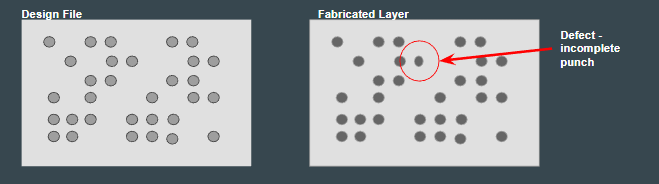 Design File
Fabricated Layer
Defect -
incomplete
punch